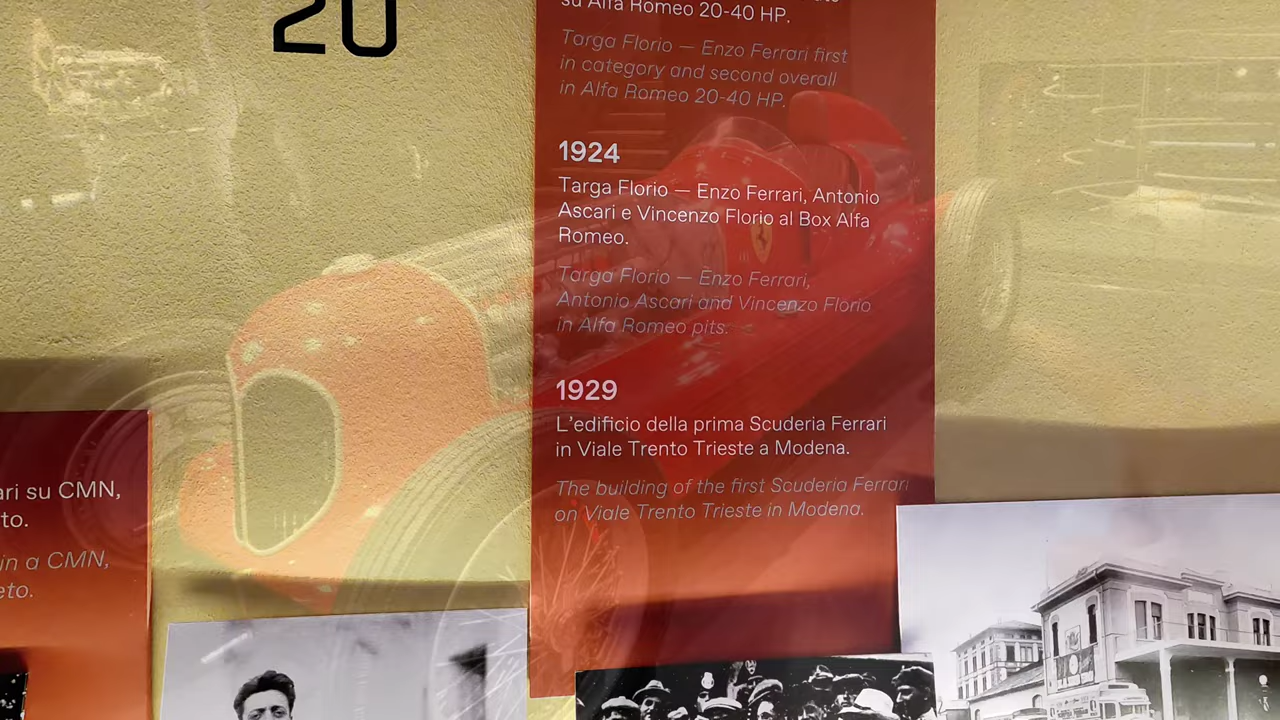 20
su Alfa Romeo 20-40 HP.
Targa Florio — Enzo Ferrari first
in category and second overall
in Alfa Romeo 20-40 HP.
1924
Targa Florio — Enzo Ferrari, Antonio
Ascari e Vincenzo Florio al Box Alfa
Romeo.
Targa Florio — Enzo Ferrari,
Antonio Ascari and Vincenzo Florio
in Alfa Romeo pits.
1929
L'edificio della prima Scuderia Ferrari
in Viale Trento Trieste a Modena.
The building of the first Scuderia Ferrari
on Viale Trento Trieste in Modena.
ari su CMN,
to.
in a CMN,
eto.